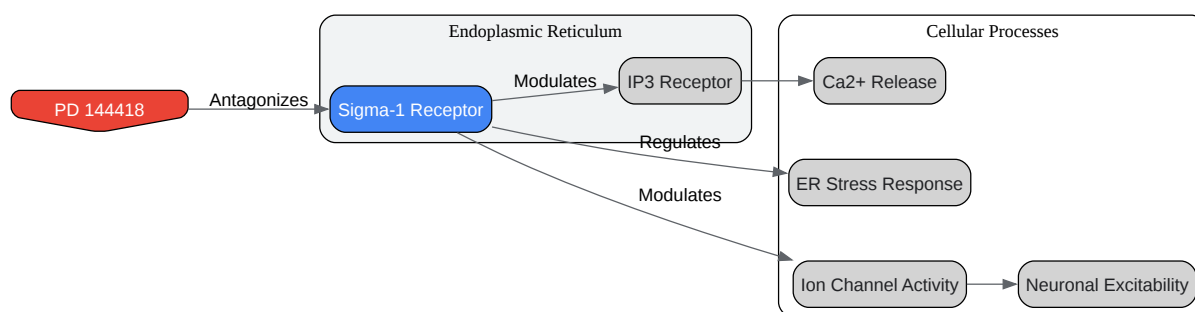 Endoplasmic Reticulum
Cellular Processes
PD 144418
Antagonizes
Sigma-1 Receptor
Modulates
IP3 Receptor
Ca2+ Release
Regulates
ER Stress Response
Modulates
Ion Channel Activity
Neuronal Excitability